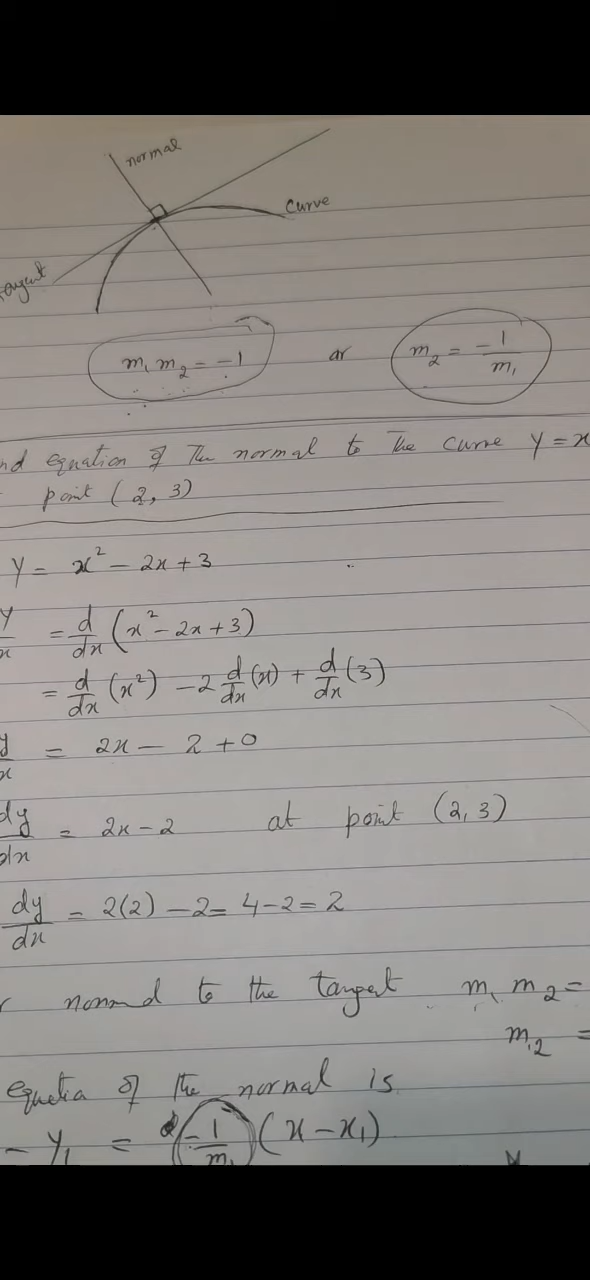 normal
curve
tangent
m₁ m₂ = -1 or m₂ = -1/m₁
nd equation of the normal to the curve y = x
point (2, 3)
y = x² - 2x + 3
y/x = d/dx (x² - 2x + 3)
= d/dx (x²) - 2 d/dx (x) + d/dx (3)
y/x = 2x - 2 + 0
dy/dx = 2x - 2 at point (2, 3)
dy/dx = 2(2) - 2 = 4 - 2 = 2
r normal to the tangent m₁ m₂ =
m₂ =
equation of the normal is
- y₁ = (-1/m₁) (x - x₁)